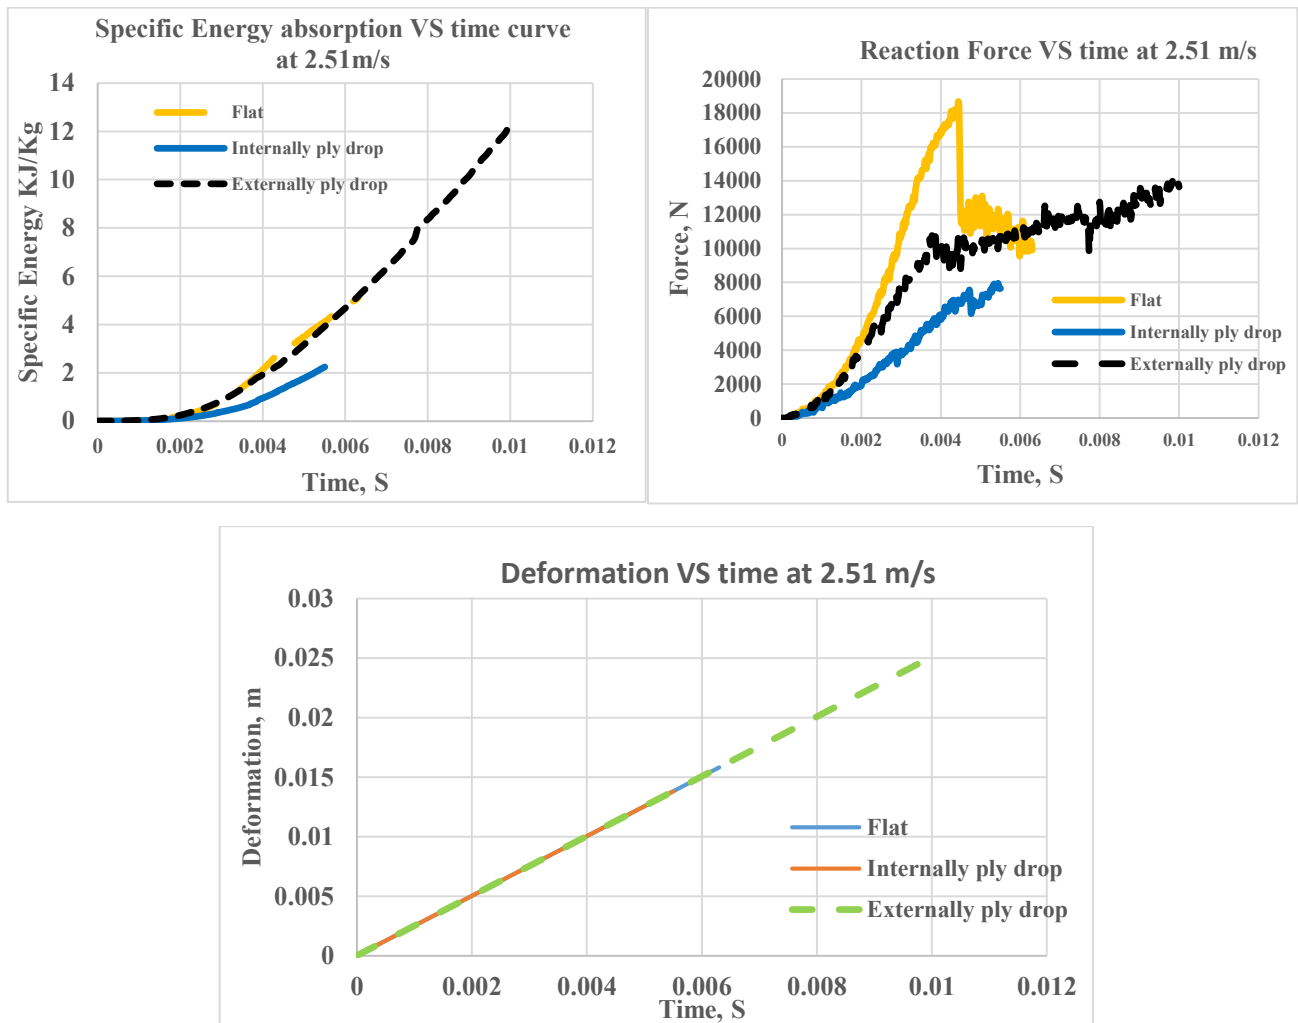 Specific Energy absorption VS time curve
at 2.51m/s
14
12
10
8
6
4
2
0
Specific Energy KJ/Kg
Flat
Internally ply drop
Externally ply drop
0 0.002 0.004 0.006 0.008 0.01 0.012
Time, S
Reaction Force VS time at 2.51 m/s
20000
18000
16000
14000
12000
10000
8000
6000
4000
2000
0
Force, N
Flat
Internally ply drop
Externally ply drop
0 0.002 0.004 0.006 0.008 0.01 0.012
Time, S
Deformation VS time at 2.51 m/s
0.03
0.025
0.02
0.015
0.01
0.005
0
Deformation, m
Flat
Internally ply drop
Externally ply drop
0 0.002 0.004 0.006 0.008 0.01 0.012
Time, S